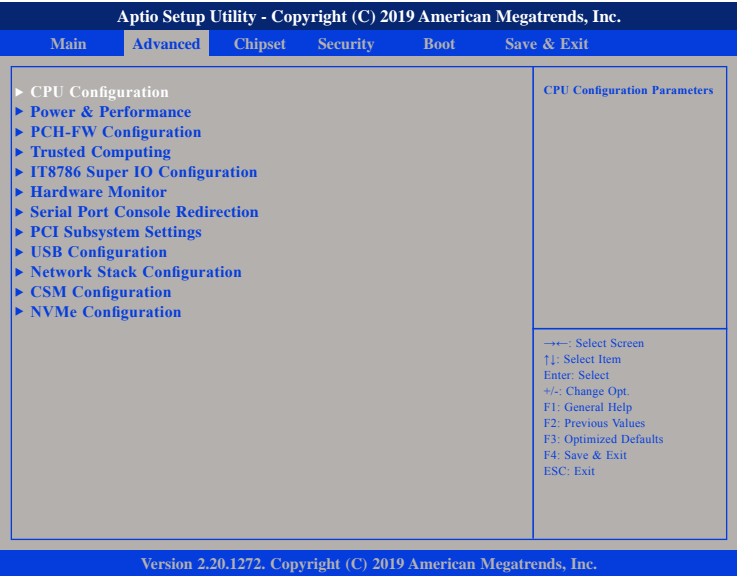 Aptio Setup Utility - Copyright (C) 2019 American Megatrends, Inc.
Main Advanced Chipset Security Boot Save & Exit
▶ CPU Configuration
▶ Power & Performance
▶ PCH-FW Configuration
▶ Trusted Computing
▶ IT8786 Super IO Configuration
▶ Hardware Monitor
▶ Serial Port Console Redirection
▶ PCI Subsystem Settings
▶ USB Configuration
▶ Network Stack Configuration
▶ CSM Configuration
▶ NVMe Configuration
CPU Configuration Parameters
→←: Select Screen
↑↓: Select Item
Enter: Select
+/-: Change Opt.
F1: General Help
F2: Previous Values
F3: Optimized Defaults
F4: Save & Exit
ESC: Exit
Version 2.20.1272. Copyright (C) 2019 American Megatrends, Inc.